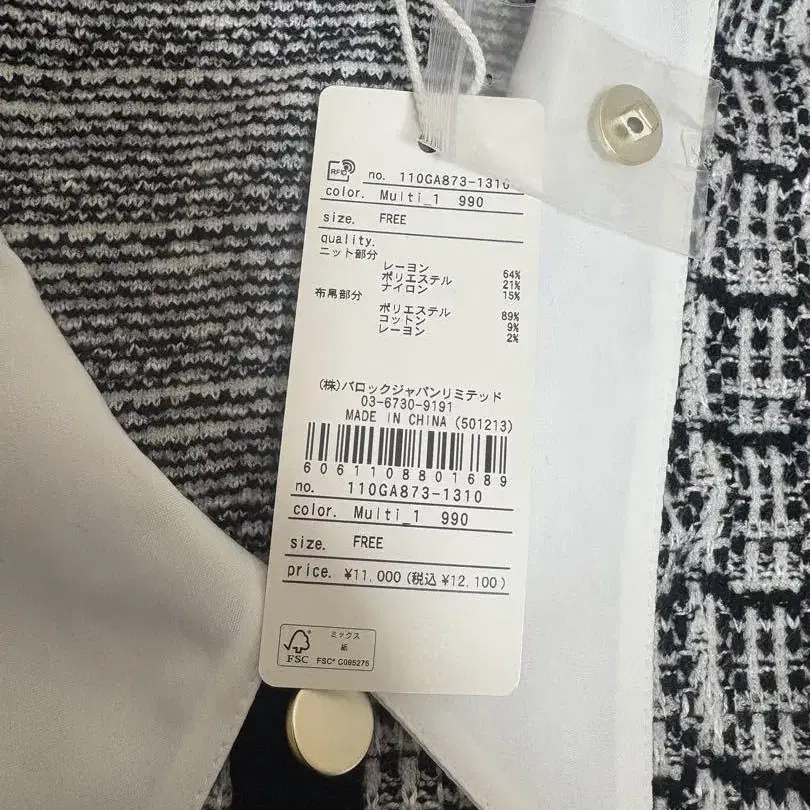 RFID
no. 110GA873-1310
color. Multi_1 990
size. FREE
quality.
ニット部分
レーヨン 64%
ポリエステル 21%
ナイロン 15%
布帛部分
ポリエステル 89%
コットン 9%
レーヨン 2%
(株)バロックジャパンリミテッド
03-6730-9191
MADE IN CHINA (501213)
6061108801689
no. 110GA873-1310
color. Multi_1 990
size. FREE
price. ¥11.000 (税込 ¥12.100)
ミックス
紙
FSC
FSC® C095275